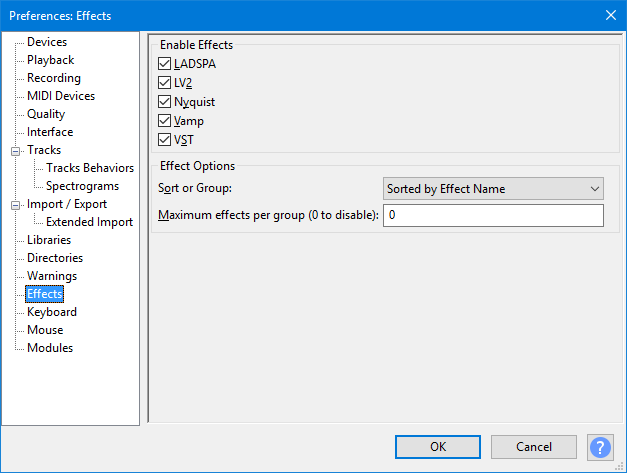 Preferences: Effects
Devices
Playback
Recording
MIDI Devices
Quality
Interface
Tracks
Tracks Behaviors
Spectrograms
Import / Export
Extended Import
Libraries
Directories
Warnings
Effects
Keyboard
Mouse
Modules
Enable Effects
LADSPA
LV2
Nyquist
Vamp
VST
Effect Options
Sort or Group: Sorted by Effect Name
Maximum effects per group (0 to disable): 0
OK Cancel ?